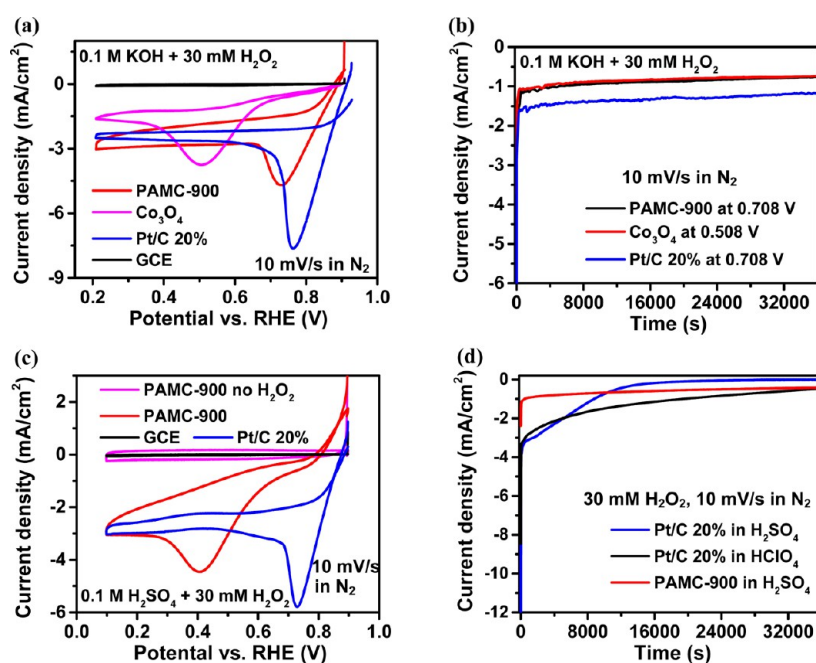 (a)
0.1 M KOH + 30 mM H₂O₂
Current density (mA/cm²)
0
-3
-6
-9
PAMC-900
Co₃O₄
Pt/C 20%
GCE
10 mV/s in N₂
0.2 0.4 0.6 0.8 1.0
Potential vs. RHE (V)
(b)
0.1 M KOH + 30 mM H₂O₂
Current density (mA/cm²)
0
-1
-2
-3
-4
-5
-6
10 mV/s in N₂
PAMC-900 at 0.708 V
Co₃O₄ at 0.508 V
Pt/C 20% at 0.708 V
0 8000 16000 24000 32000
Time (s)
(c)
PAMC-900 no H₂O₂
PAMC-900
GCE Pt/C 20%
Current density (mA/cm²)
2
0
-2
-4
-6
10 mV/s
in N₂
0.1 M H₂SO₄ + 30 mM H₂O₂
0.0 0.2 0.4 0.6 0.8 1.0
Potental vs. RHE (V)
(d)
Current density (mA/cm²)
0
-2
-4
-6
-8
-10
-12
30 mM H₂O₂, 10 mV/s in N₂
Pt/C 20% in H₂SO₄
Pt/C 20% in HClO₄
PAMC-900 in H₂SO₄
0 8000 16000 24000 32000
Time (s)